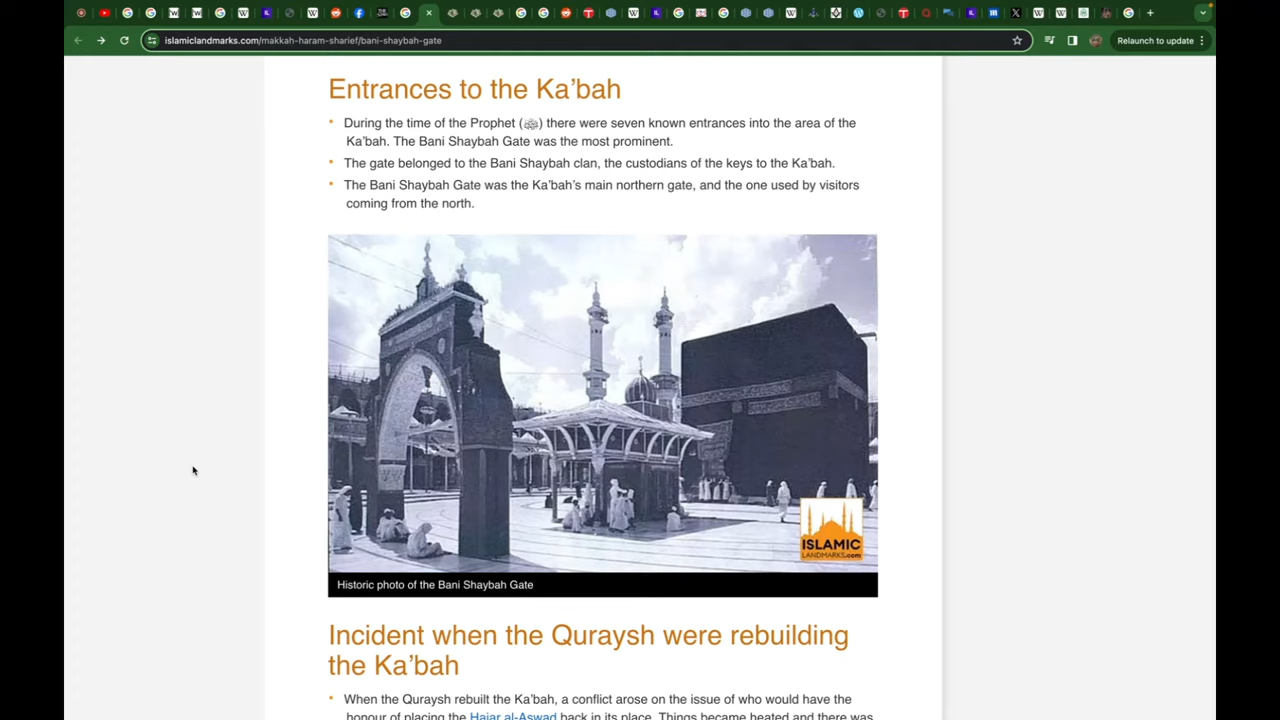 islamiclandmarks.com/makkah-haram-sharief/bani-shaybah-gate
Relaunch to update
Entrances to the Ka’bah
• During the time of the Prophet (ﷺ) there were seven known entrances into the area of the
Ka’bah. The Bani Shaybah Gate was the most prominent.
• The gate belonged to the Bani Shaybah clan, the custodians of the keys to the Ka’bah.
• The Bani Shaybah Gate was the Ka’bah’s main northern gate, and the one used by visitors
coming from the north.
ISLAMIC
LANDMARKS.com
Historic photo of the Bani Shaybah Gate
Incident when the Quraysh were rebuilding
the Ka’bah
• When the Quraysh rebuilt the Ka’bah, a conflict arose on the issue of who would have the
honour of placing the Hajar al-Aswad back in its place. Things became heated and there was